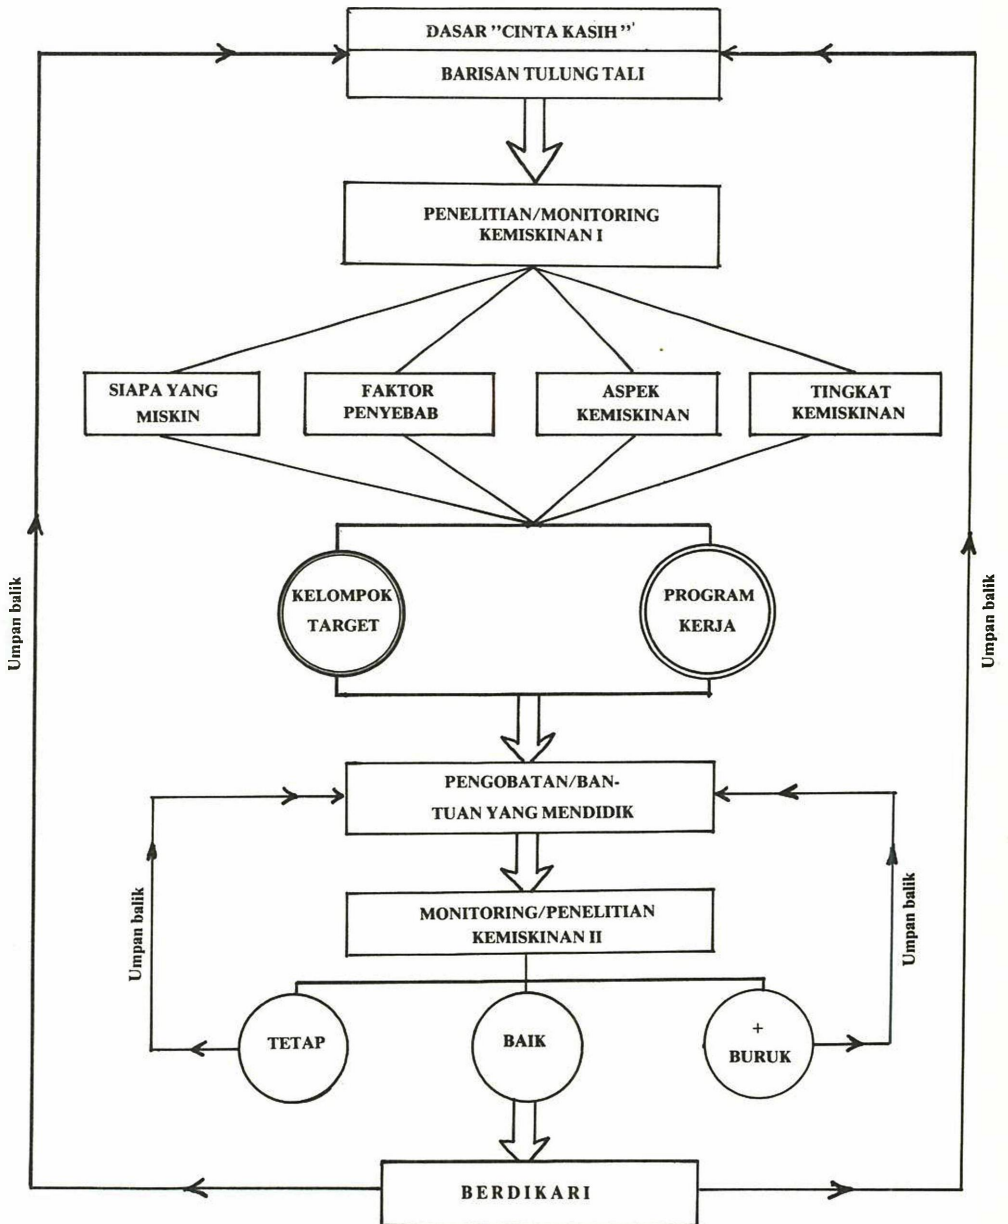 DASAR "CINTA KASIH"
BARISAN TULUNG TALI
PENELITIAN/MONITORING
KEMISKINAN I
SIAPA YANG
MISKIN
FAKTOR
PENYEBAB
ASPEK
KEMISKINAN
TINGKAT
KEMISKINAN
Umpan balik
KELOMPOK
TARGET
PROGRAM
KERJA
Umpan balik
PENGOBATAN/BAN-
TUAN YANG MENDIDIK
Umpan balik
MONITORING/PENELITIAN
KEMISKINAN II
Umpan balik
TETAP
BAIK
+
BURUK
BERDIKARI